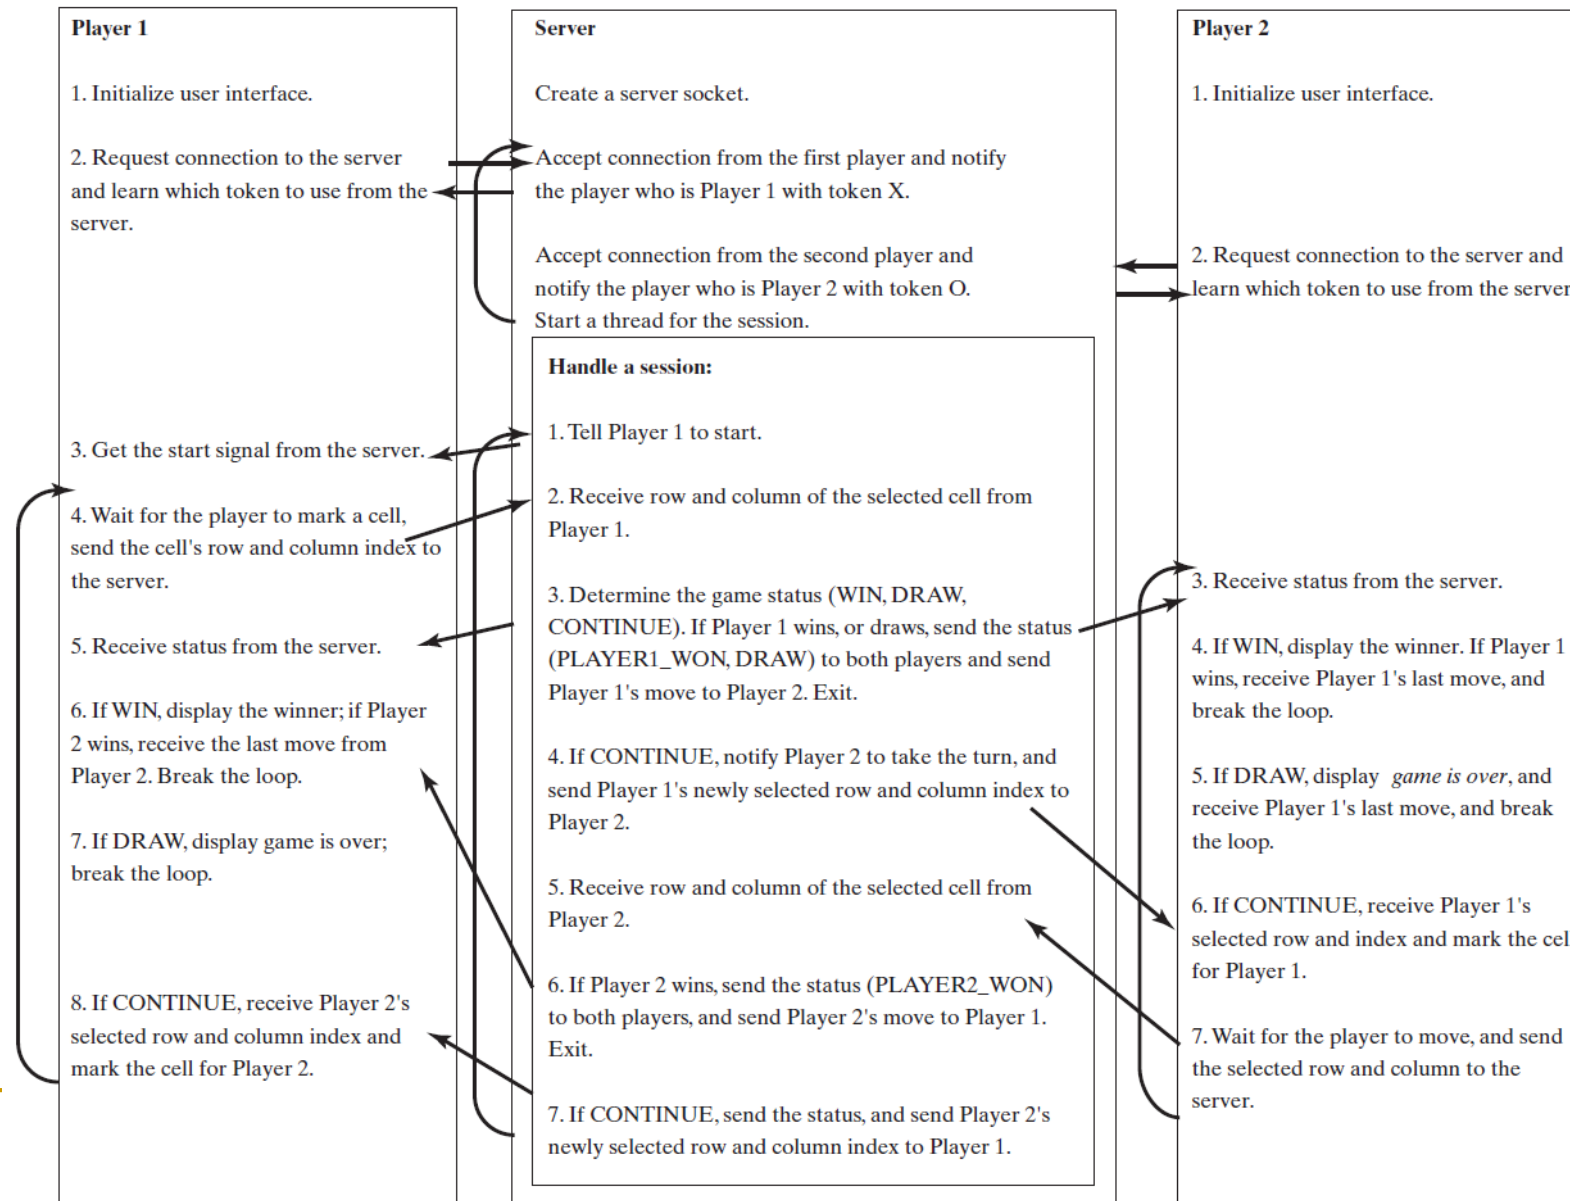 Player 1
1. Initialize user interface.
2. Request connection to the server
and learn which token to use from the
server.
3. Get the start signal from the server.
4. Wait for the player to mark a cell,
send the cell's row and column index to
the server.
5. Receive status from the server.
6. If WIN, display the winner; if Player
2 wins, receive the last move from
Player 2. Break the loop.
7. If DRAW, display game is over;
break the loop.
8. If CONTINUE, receive Player 2's
selected row and column index and
mark the cell for Player 2.
Server
Create a server socket.
Accept connection from the first player and notify
the player who is Player 1 with token X.
Accept connection from the second player and
notify the player who is Player 2 with token O.
Start a thread for the session.
Handle a session:
1. Tell Player 1 to start.
2. Receive row and column of the selected cell from
Player 1.
3. Determine the game status (WIN, DRAW,
CONTINUE). If Player 1 wins, or draws, send the status
(PLAYER1_WON, DRAW) to both players and send
Player 1's move to Player 2. Exit.
4. If CONTINUE, notify Player 2 to take the turn, and
send Player 1's newly selected row and column index to
Player 2.
5. Receive row and column of the selected cell from
Player 2.
6. If Player 2 wins, send the status (PLAYER2_WON)
to both players, and send Player 2's move to Player 1.
Exit.
7. If CONTINUE, send the status, and send Player 2's
newly selected row and column index to Player 1.
Player 2
1. Initialize user interface.
2. Request connection to the server and
learn which token to use from the server
3. Receive status from the server.
4. If WIN, display the winner. If Player 1
wins, receive Player 1's last move, and
break the loop.
5. If DRAW, display game is over, and
receive Player 1's last move, and break
the loop.
6. If CONTINUE, receive Player 1's
selected row and index and mark the cel
for Player 1.
7. Wait for the player to move, and send
the selected row and column to the
server.